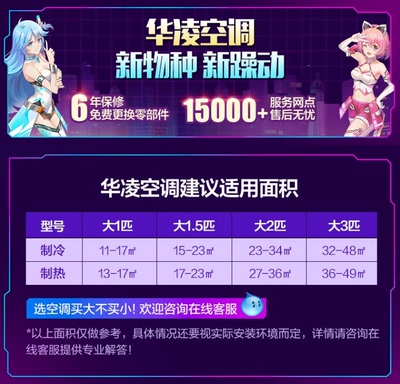 华凌空调
新物种 新躁动
6年保修
免费更换零部件
15000+服务网点
售后无忧
华凌空调建议适用面积
型号 大1匹 大1.5匹 大2匹 大3匹
制冷 11-17㎡ 15-23㎡ 23-34㎡ 32-48㎡
制热 13-17㎡ 17-23㎡ 27-36㎡ 36-49㎡
选空调买大不买小! 欢迎咨询在线客服
*以上面积仅做参考，具体情况还要视实际安装环境而定，详情请咨询在
线客服提供专业解答!